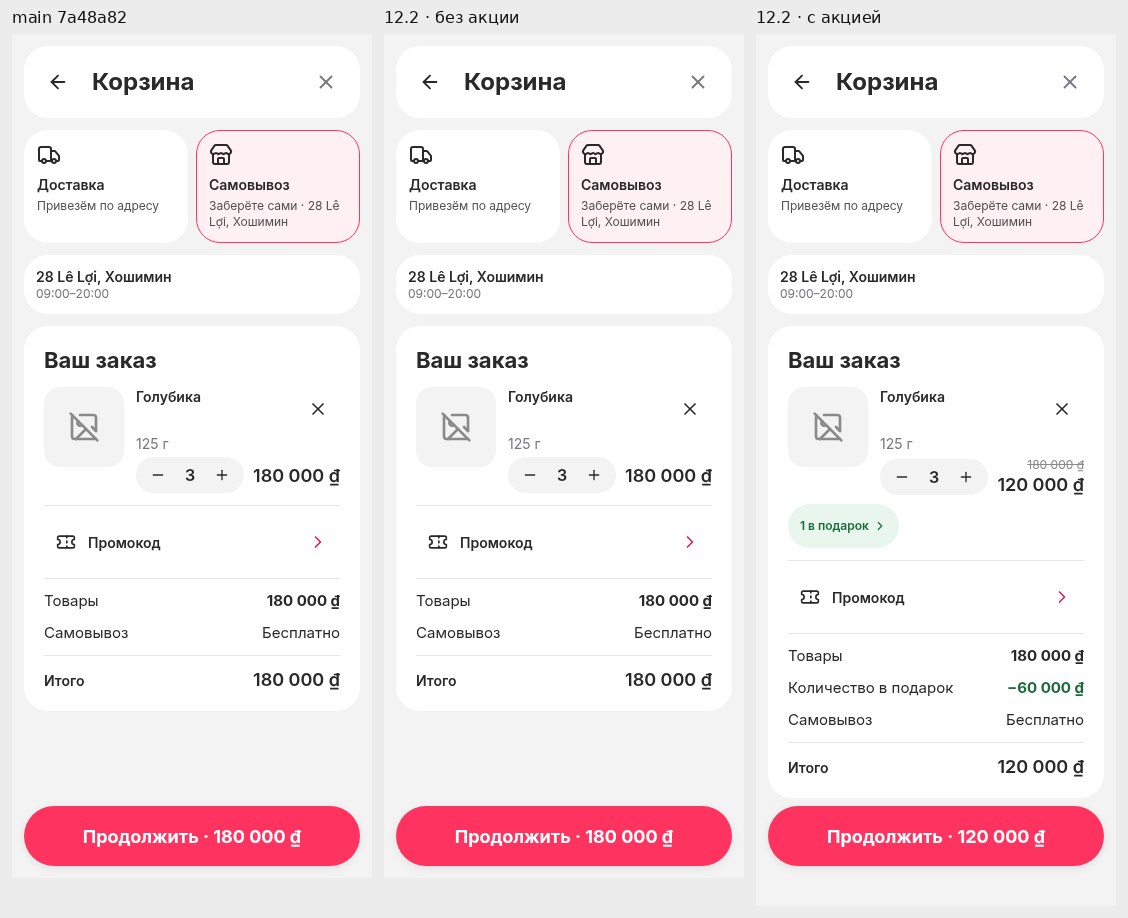 main 7a48a82
Корзина
Доставка
Привезём по адресу
Самовывоз
Заберёте сами · 28 Lê
Lợi, Хошимин
28 Lê Lợi, Хошимин
09:00–20:00
Ваш заказ
Голубика
125 г
3
180 000 ₫
Промокод
Товары 180 000 ₫
Самовывоз Бесплатно
Итого 180 000 ₫
Продолжить · 180 000 ₫
12.2 · без акции
Корзина
Доставка
Привезём по адресу
Самовывоз
Заберёте сами · 28 Lê
Lợi, Хошимин
28 Lê Lợi, Хошимин
09:00–20:00
Ваш заказ
Голубика
125 г
3
180 000 ₫
Промокод
Товары 180 000 ₫
Самовывоз Бесплатно
Итого 180 000 ₫
Продолжить · 180 000 ₫
12.2 · с акцией
Корзина
Доставка
Привезём по адресу
Самовывоз
Заберёте сами · 28 Lê
Lợi, Хошимин
28 Lê Lợi, Хошимин
09:00–20:00
Ваш заказ
Голубика
125 г
180 000 ₫
3
120 000 ₫
1 в подарок
Промокод
Товары 180 000 ₫
Количество в подарок −60 000 ₫
Самовывоз Бесплатно
Итого 120 000 ₫
Продолжить · 120 000 ₫